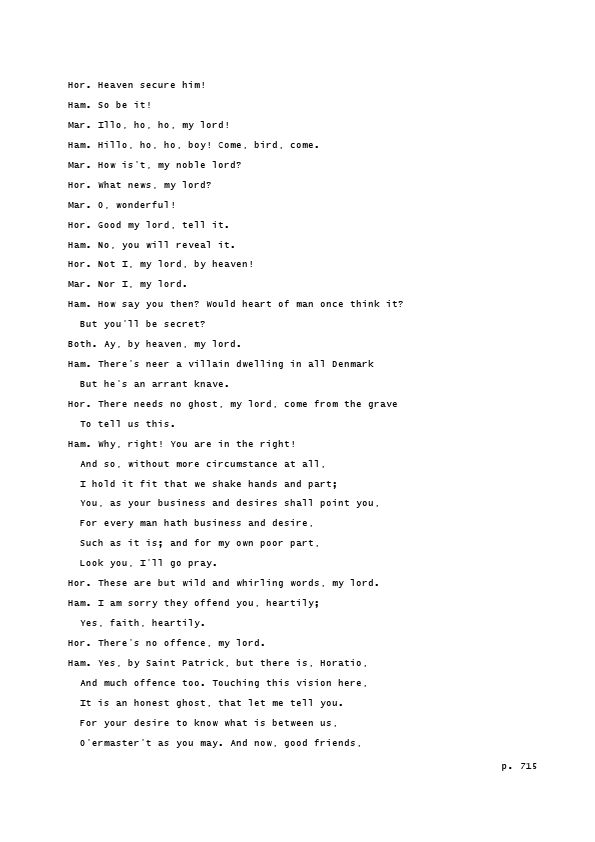 Hor. Heaven secure him!
Ham. So be it!
Mar. Illo, ho, ho, my lord!
Ham. Hillo, ho, ho, boy! Come, bird, come.
Mar. How is't, my noble lord?
Hor. What news, my lord?
Mar. O, wonderful!
Hor. Good my lord, tell it.
Ham. No, you will reveal it.
Hor. Not I, my lord, by heaven!
Mar. Nor I, my lord.
Ham. How say you then? Would heart of man once think it?
But you'll be secret?
Both. Ay, by heaven, my lord.
Ham. There's neer a villain dwelling in all Denmark
But he's an arrant knave.
Hor. There needs no ghost, my lord, come from the grave
To tell us this.
Ham. Why, right! You are in the right!
And so, without more circumstance at all,
I hold it fit that we shake hands and part;
You, as your business and desires shall point you,
For every man hath business and desire,
Such as it is; and for my own poor part,
Look you, I'll go pray.
Hor. These are but wild and whirling words, my lord.
Ham. I am sorry they offend you, heartily;
Yes, faith, heartily.
Hor. There's no offence, my lord.
Ham. Yes, by Saint Patrick, but there is, Horatio,
And much offence too. Touching this vision here,
It is an honest ghost, that let me tell you.
For your desire to know what is between us,
O'ermaster't as you may. And now, good friends,
p. 715